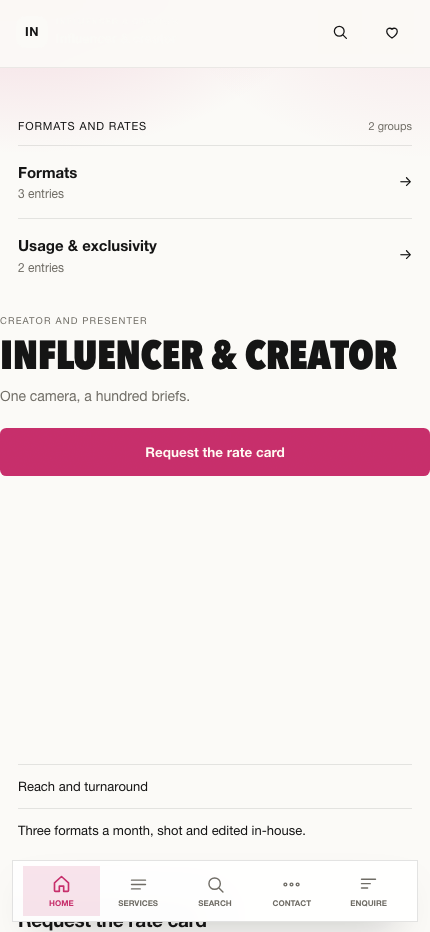 IN
FORMATS AND RATES
2 groups
Formats
3 entries
Usage & exclusivity
2 entries
CREATOR AND PRESENTER
INFLUENCER & CREATOR
One camera, a hundred briefs.
Request the rate card
Reach and turnaround
Three formats a month, shot and edited in-house.
HOME
SERVICES
SEARCH
CONTACT
ENQUIRE
Request the rate card